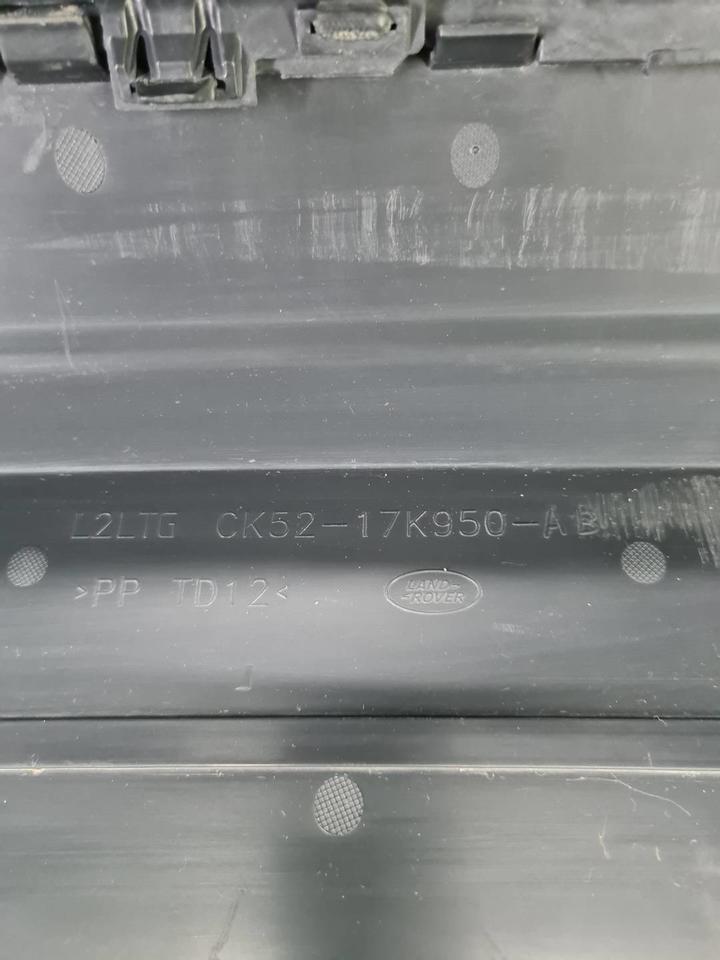 L2LTG CK52-17K950-AB
>PP TD12<
LAND-
-ROVER